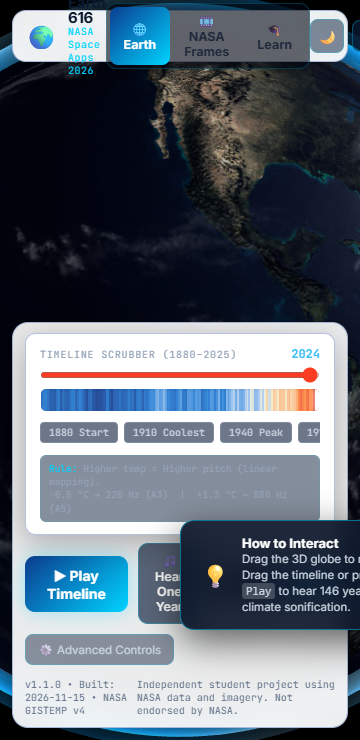 616
NASA
Space
Apps
2026
Earth
NASA
Frames
Learn
TIMELINE SCRUBBER (1880–2025)
2024
1880 Start
1910 Coolest
1940 Peak
Note: Higher temp = Higher pitch (linear
mapping).
-0.5 °C → 220 Hz (A3) | +1.3 °C → 880 Hz
(A5)
How to Interact
Drag the 3D globe to
Drag the timeline or
Play to hear 146
climate sonification.
▶ Play
Timeline
One
Advanced Controls
v1.1.0 • Built:
2026-11-15 • NASA
GISTEMP v4
Independent student project using
NASA data and imagery. Not
endorsed by NASA.